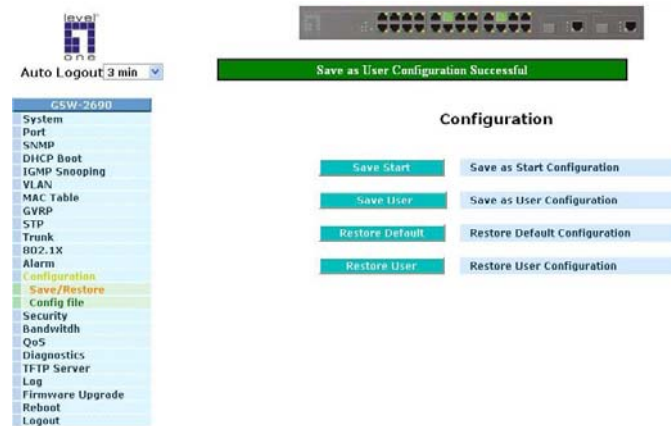 level
one
Auto Logout 3 min
Save as User Configuration Successful
GSW-2690
System
Port
SNMP
DHCP Boot
IGMP Snooping
VLAN
MAC Table
GVRP
STP
Trunk
802.1X
Alarm
Configuration
Save/Restore
Config file
Security
Bandwitdh
QoS
Diagnostics
TFTP Server
Log
Firmware Upgrade
Reboot
Logout
Configuration
Save Start Save as Start Configuration
Save User Save as User Configuration
Restore Default Restore Default Configuration
Restore User Restore User Configuration